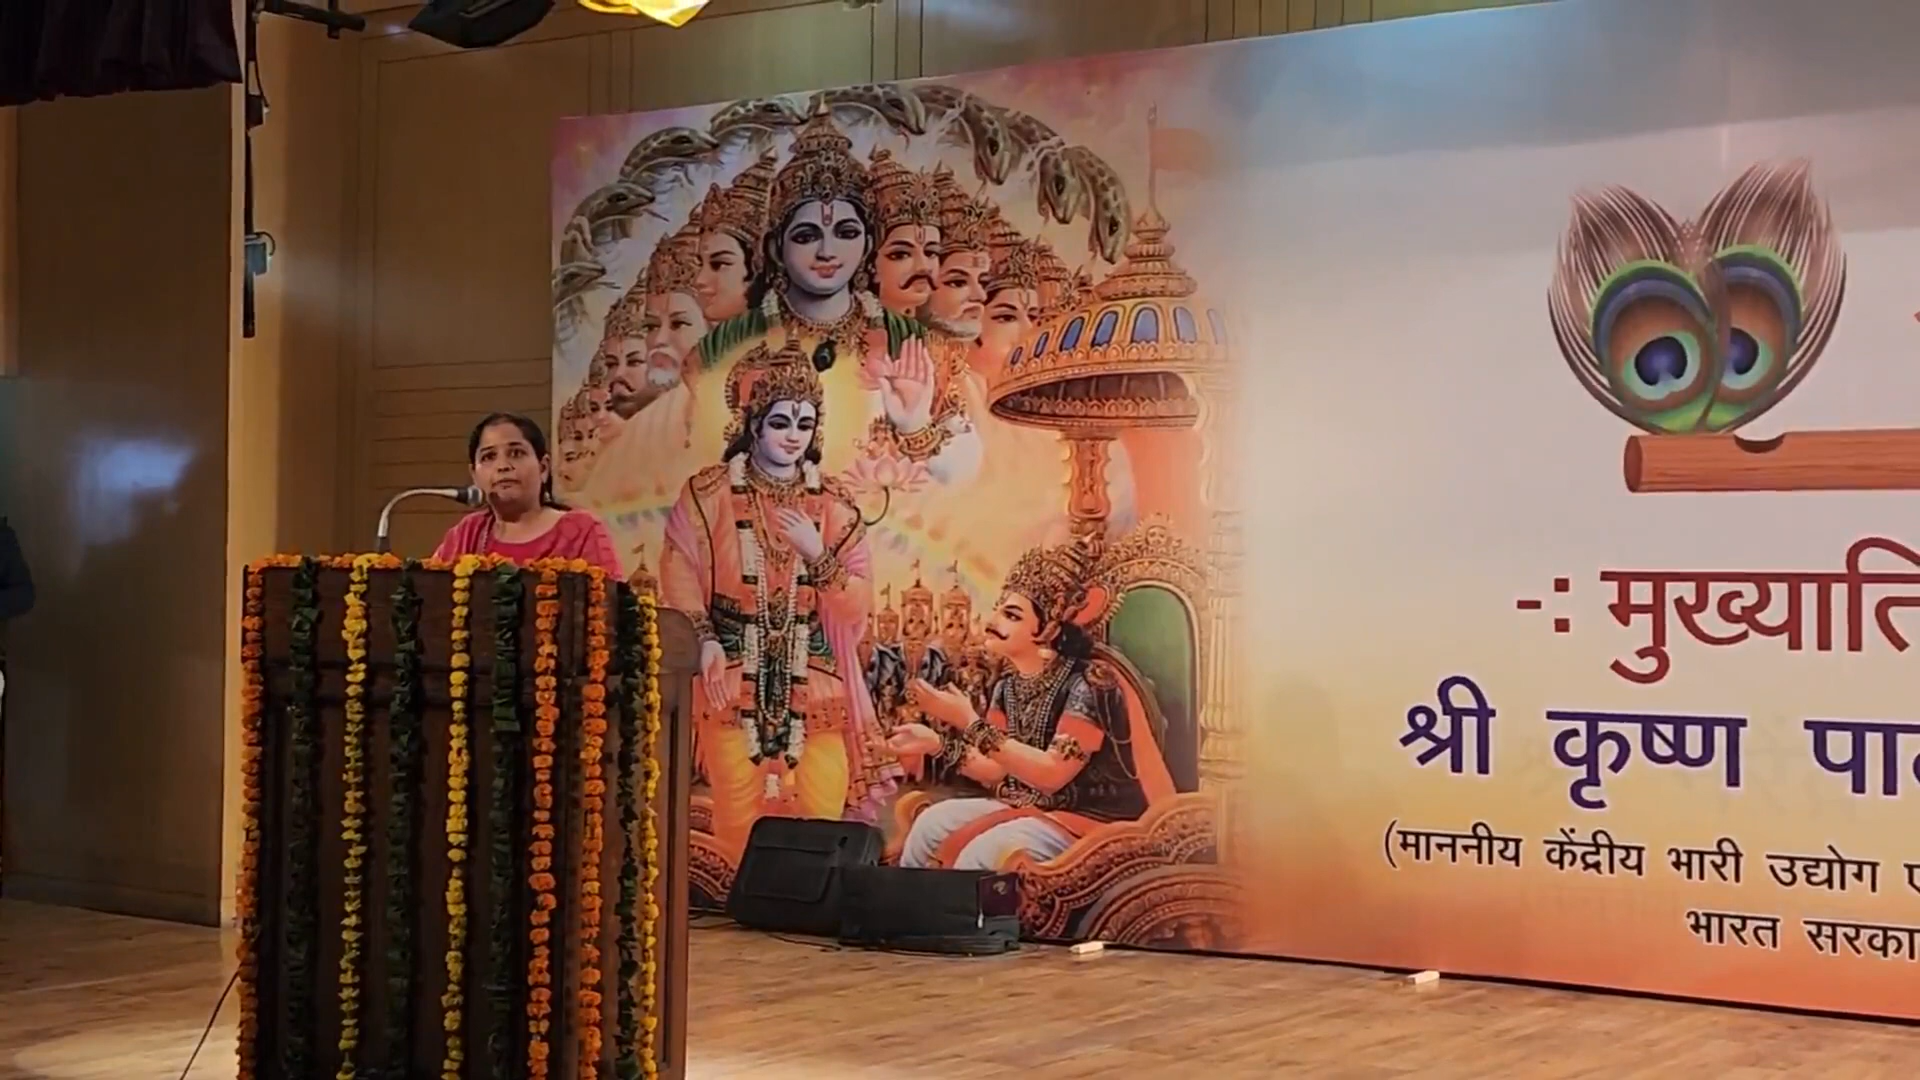 -: मुख्याति
श्री कृष्ण पाल
(माननीय केंद्रीय भारी उद्योग ए
भारत सरका